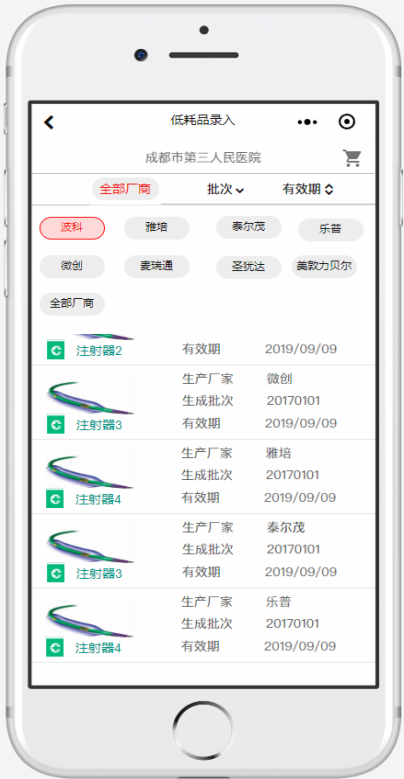 低耗品录入
成都市第三人民医院
全部厂商 批次 有效期
波科 雅培 泰尔茂 乐普
微创 麦瑞通 圣犹达 美敦力贝尔
全部厂商
注射器2 有效期 2019/09/09
生产厂家 微创
生成批次 20170101
注射器3 有效期 2019/09/09
生产厂家 雅培
生成批次 20170101
注射器4 有效期 2019/09/09
生产厂家 泰尔茂
生成批次 20170101
注射器3 有效期 2019/09/09
生产厂家 乐普
生成批次 20170101
注射器4 有效期 2019/09/09